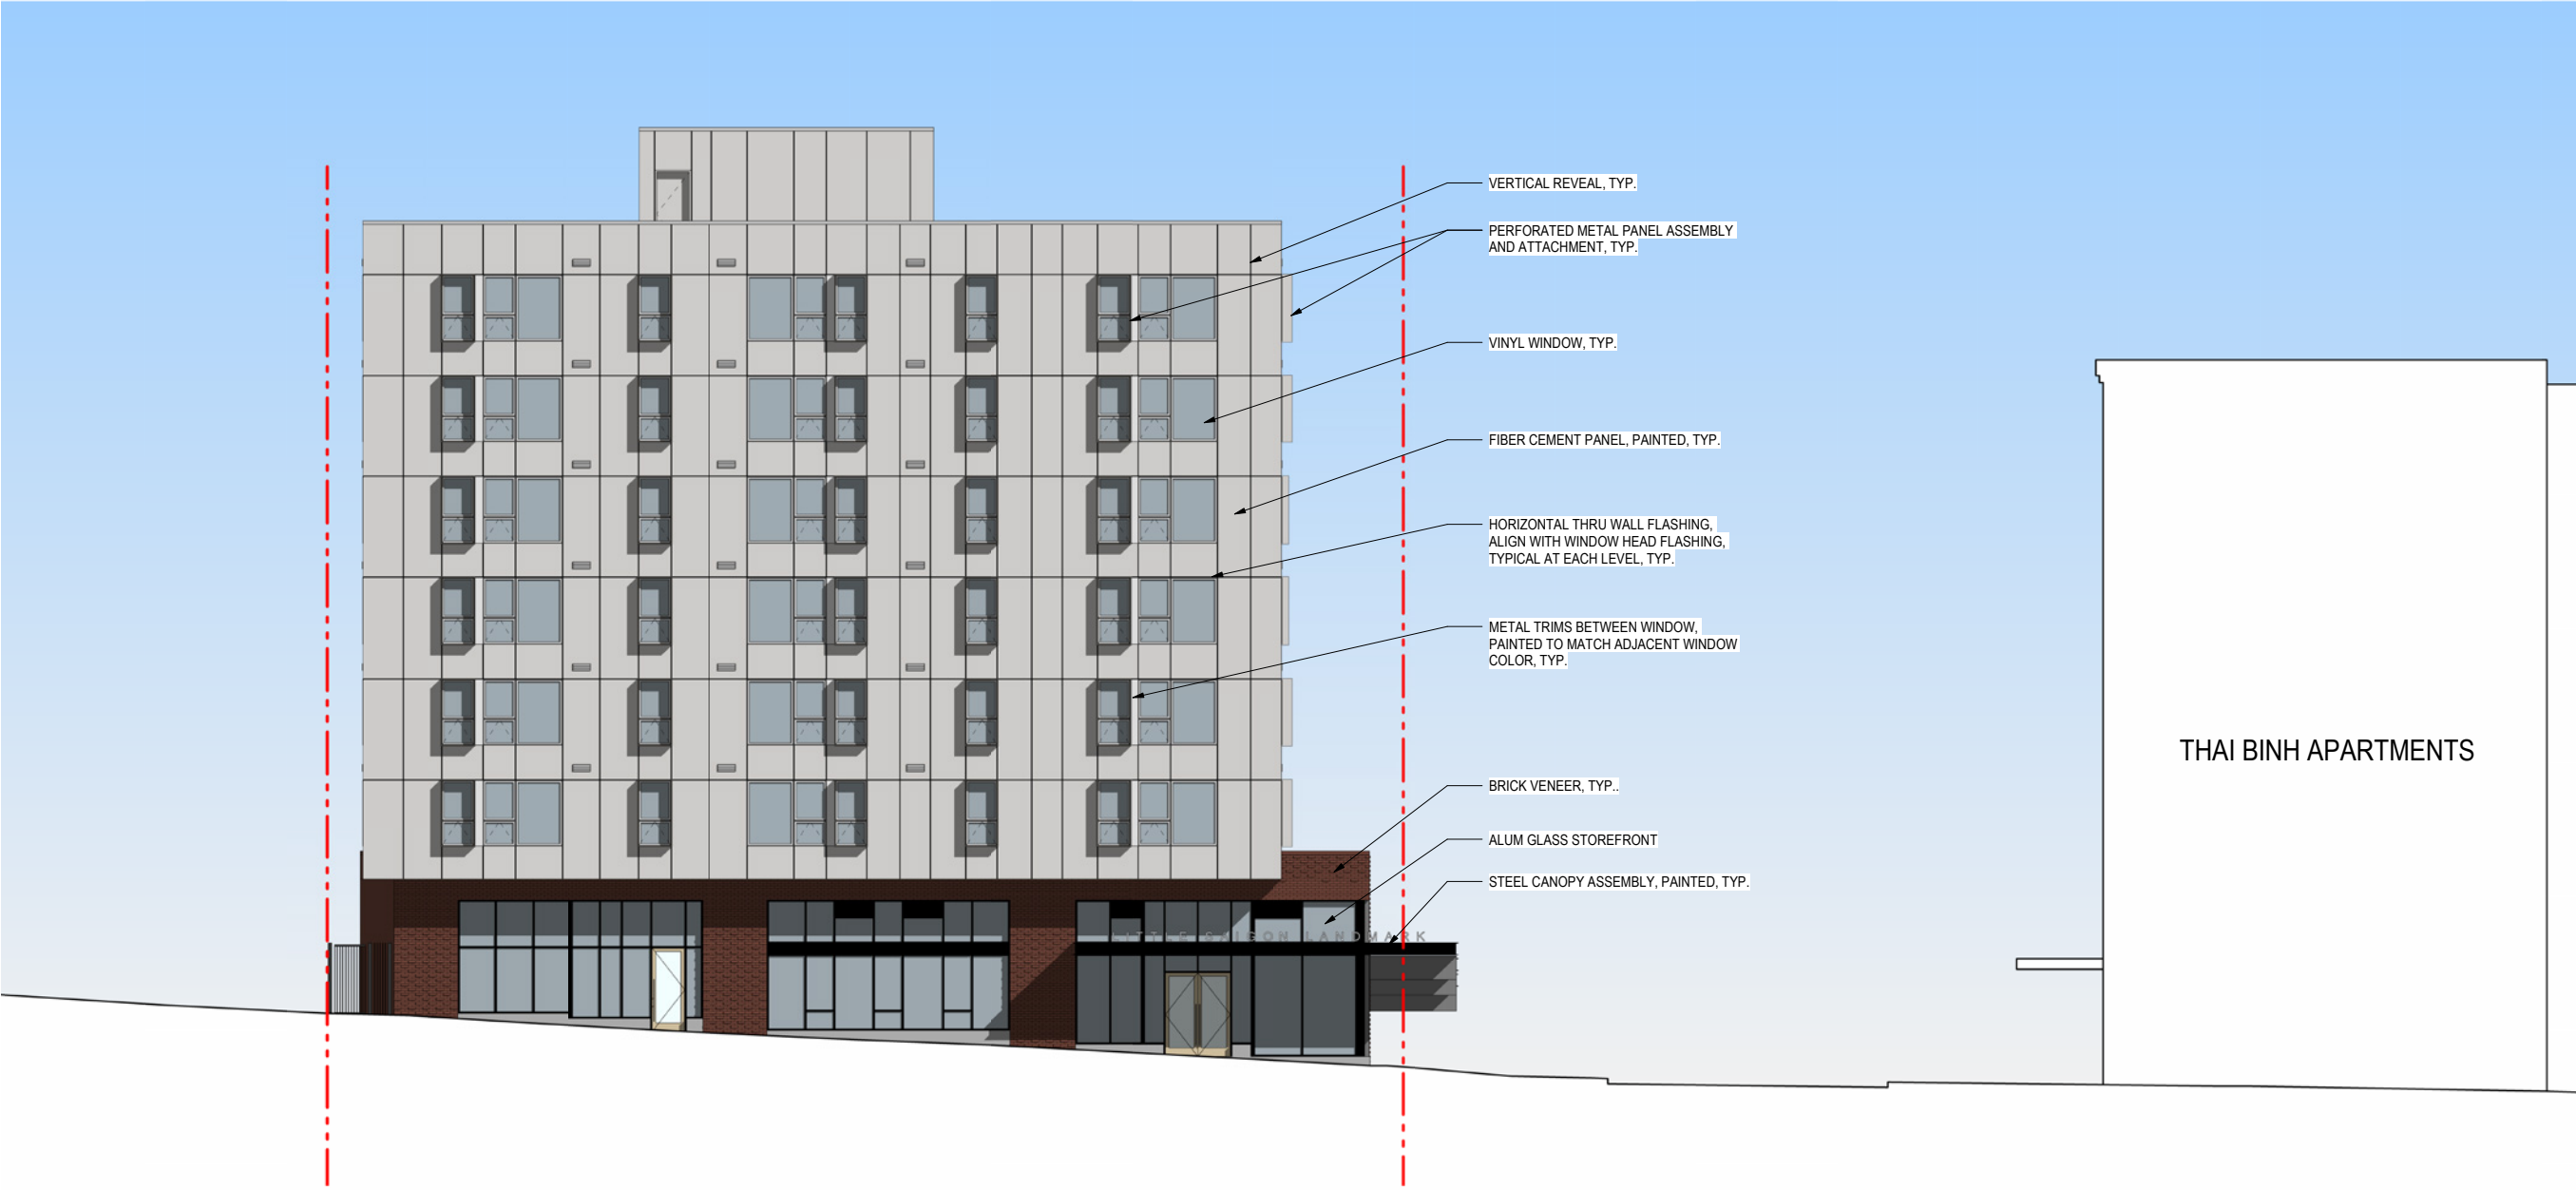 VERTICAL REVEAL, TYP.
PERFORATED METAL PANEL ASSEMBLY
AND ATTACHMENT, TYP.
VINYL WINDOW, TYP.
FIBER CEMENT PANEL, PAINTED, TYP.
HORIZONTAL THRU WALL FLASHING,
ALIGN WITH WINDOW HEAD FLASHING,
TYPICAL AT EACH LEVEL, TYP.
METAL TRIMS BETWEEN WINDOW,
PAINTED TO MATCH ADJACENT WINDOW
COLOR, TYP.
THAI BINH APARTMENTS
BRICK VENEER, TYP..
ALUM GLASS STOREFRONT
STEEL CANOPY ASSEMBLY, PAINTED, TYP.
LITTLE SAIGON LANDMARK